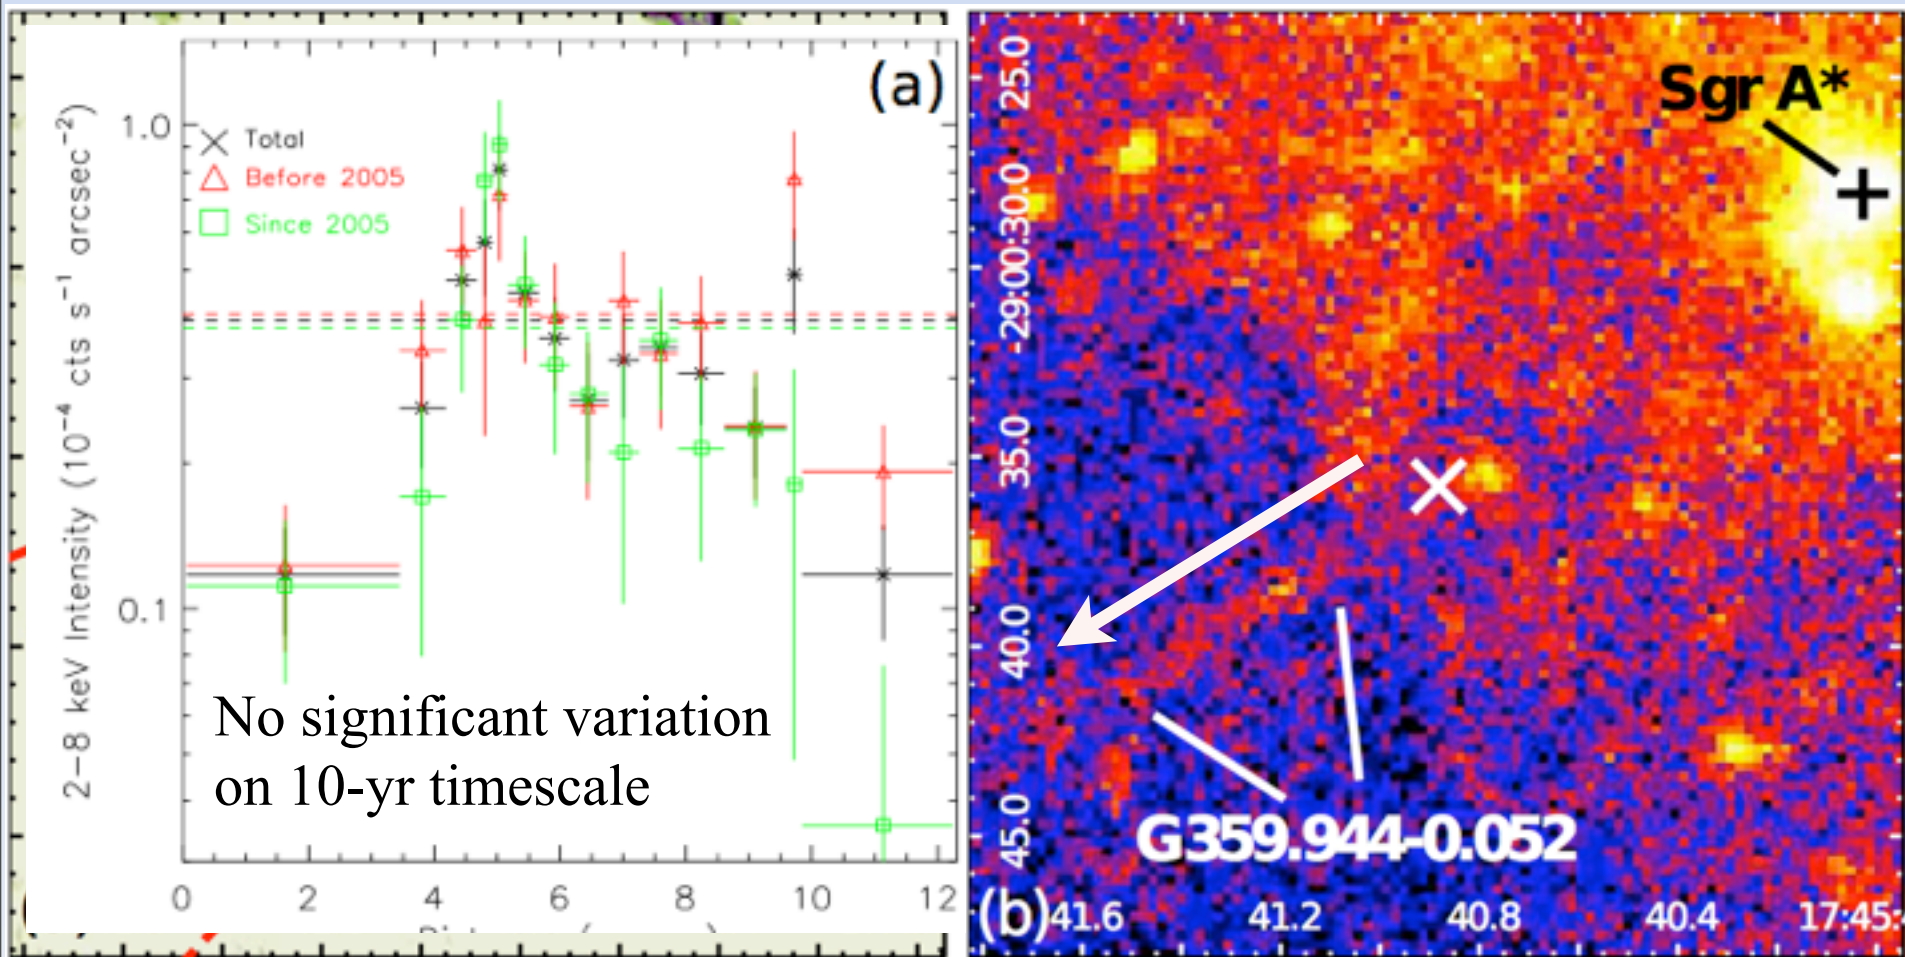 (a)
2-8 keV Intensity (10⁻⁴ cts s⁻¹ arcsec⁻²)
1.0
0.1
Total
Before 2005
Since 2005
No significant variation
on 10-yr timescale
0 2 4 6 8 10 12
Sgr A*
25.0
-29:00:30.0
35.0
40.0
45.0
G359.944-0.052
(b)
41.6 41.2 40.8 40.4 17:45: